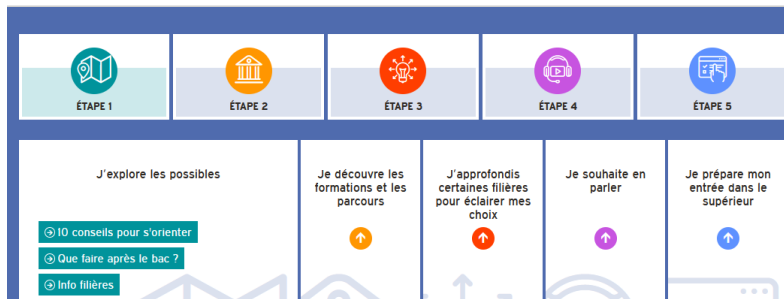 ÉTAPE 1
ÉTAPE 2
ÉTAPE 3
ÉTAPE 4
ÉTAPE 5
J'explore les possibles
10 conseils pour s'orienter
Que faire après le bac ?
Info filières
Je découvre les
formations et les
parcours
J'approfondis
certaines filières
pour éclairer mes
choix
Je souhaite en
parler
Je prépare mon
entrée dans le
supérieur